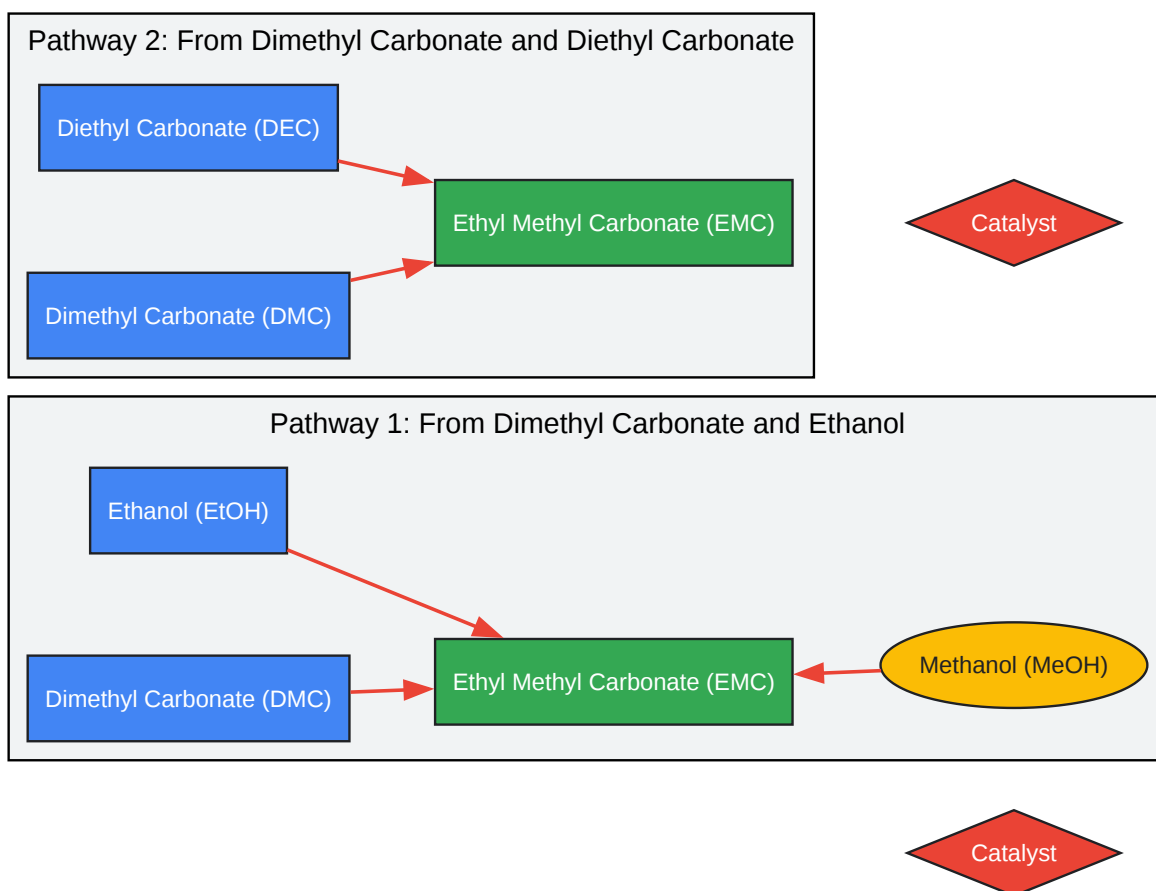 Pathway 2: From Dimethyl Carbonate and Diethyl Carbonate
Diethyl Carbonate (DEC)
Ethyl Methyl Carbonate (EMC)
Catalyst
Dimethyl Carbonate (DMC)
Pathway 1: From Dimethyl Carbonate and Ethanol
Ethanol (EtOH)
Methanol (MeOH)
Ethyl Methyl Carbonate (EMC)
Dimethyl Carbonate (DMC)
Catalyst